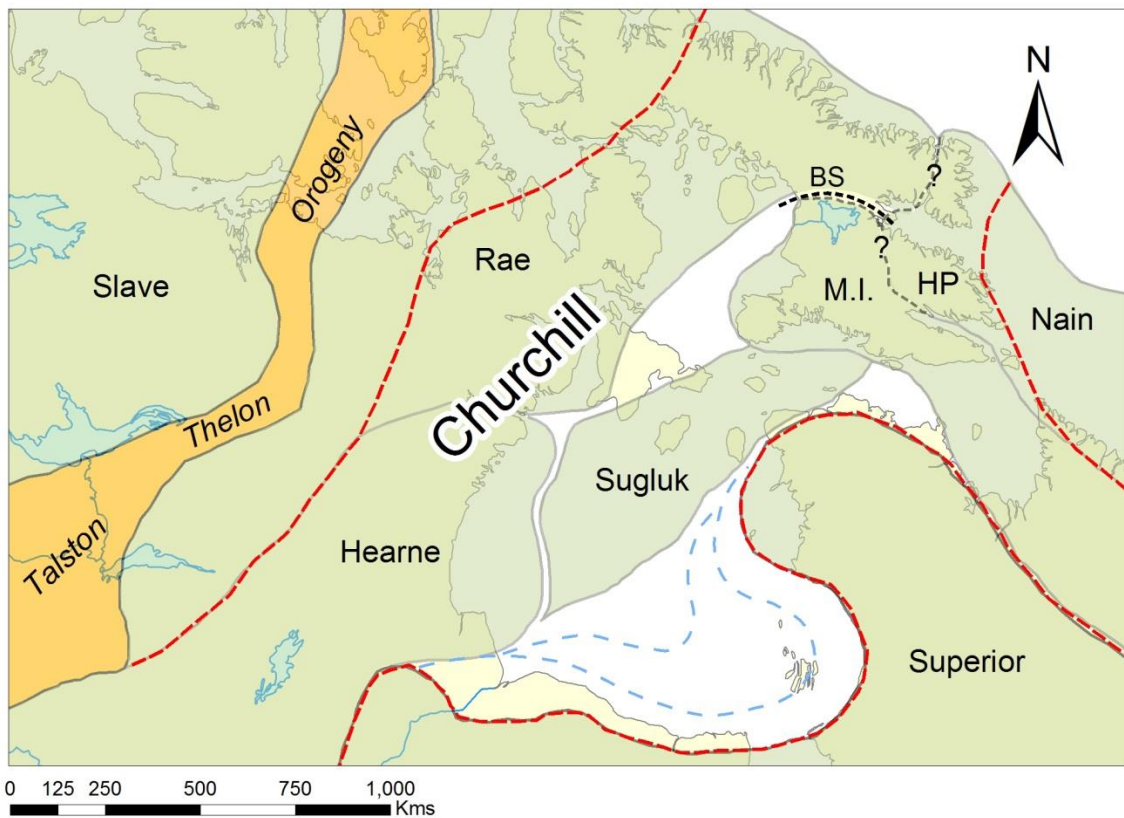 N
Orogeny
BS
?
?
Slave
Rae
M.I.
HP
Nain
Churchill
Thelon
Sugluk
Talston
Hearne
Superior
0 125 250 500 750 1,000
Kms